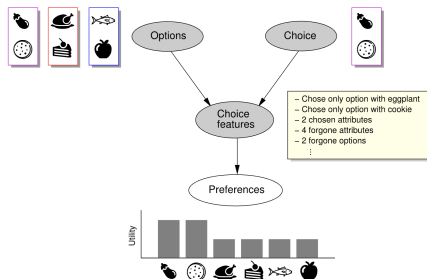 Options
Choice
Choice
features
– Chose only option with eggplant
– Chose only option with cookie
– 2 chosen attributes
– 4 forgone attributes
– 2 forgone options
⋮
Preferences
Utility